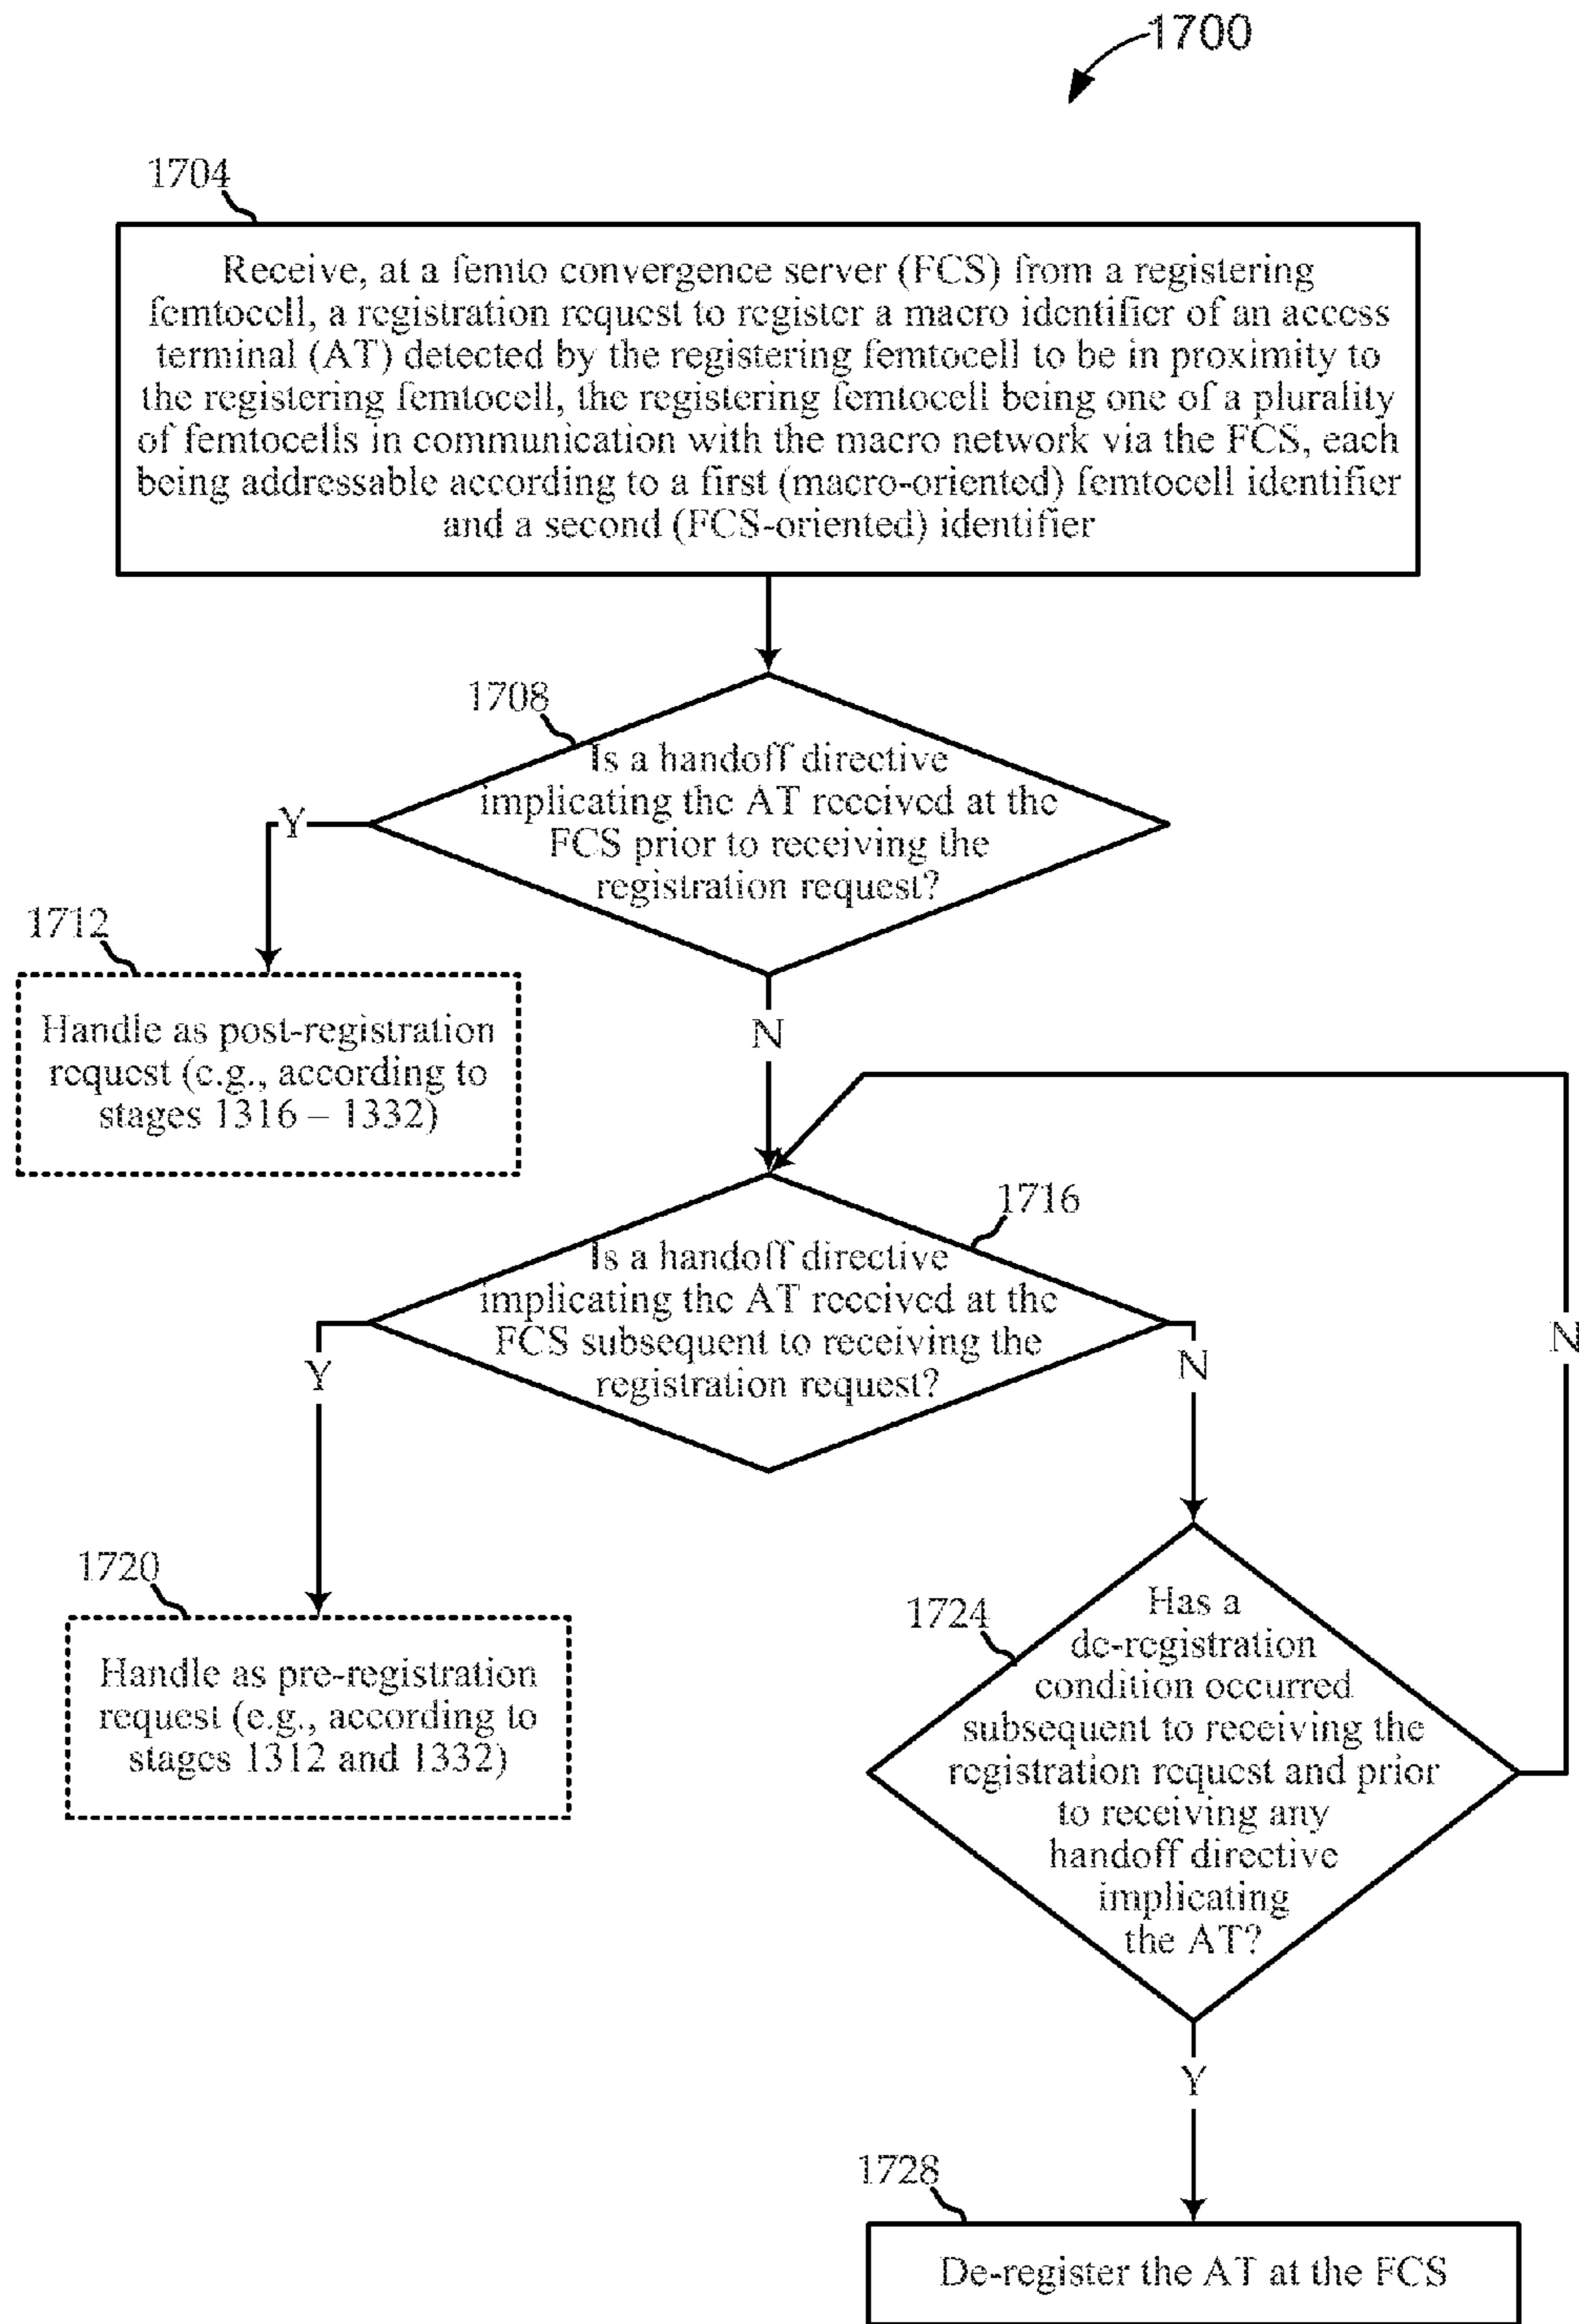 1700
1704
Receive, at a femto convergence server (FCS) from a registering
femtocell, a registration request to register a macro identifier of an access
terminal (AT) detected by the registering femtocell to be in proximity to
the registering femtocell, the registering femtocell being one of a plurality
of femtocells in communication with the macro network via the FCS, each
being addressable according to a first (macro-oriented) femtocell identifier
and a second (FCS-oriented) identifier
1708
Is a handoff directive
implicating the AT received at the
FCS prior to receiving the
registration request?
Y
1712
Handle as post-registration
request (e.g., according to
stages 1316 – 1332)
N
1716
Is a handoff directive
implicating the AT received at the
FCS subsequent to receiving the
registration request?
Y
N
N
1720
Handle as pre-registration
request (e.g., according to
stages 1312 and 1332)
1724
Has a
de-registration
condition occurred
subsequent to receiving the
registration request and prior
to receiving any
handoff directive
implicating
the AT?
Y
1728
De-register the AT at the FCS